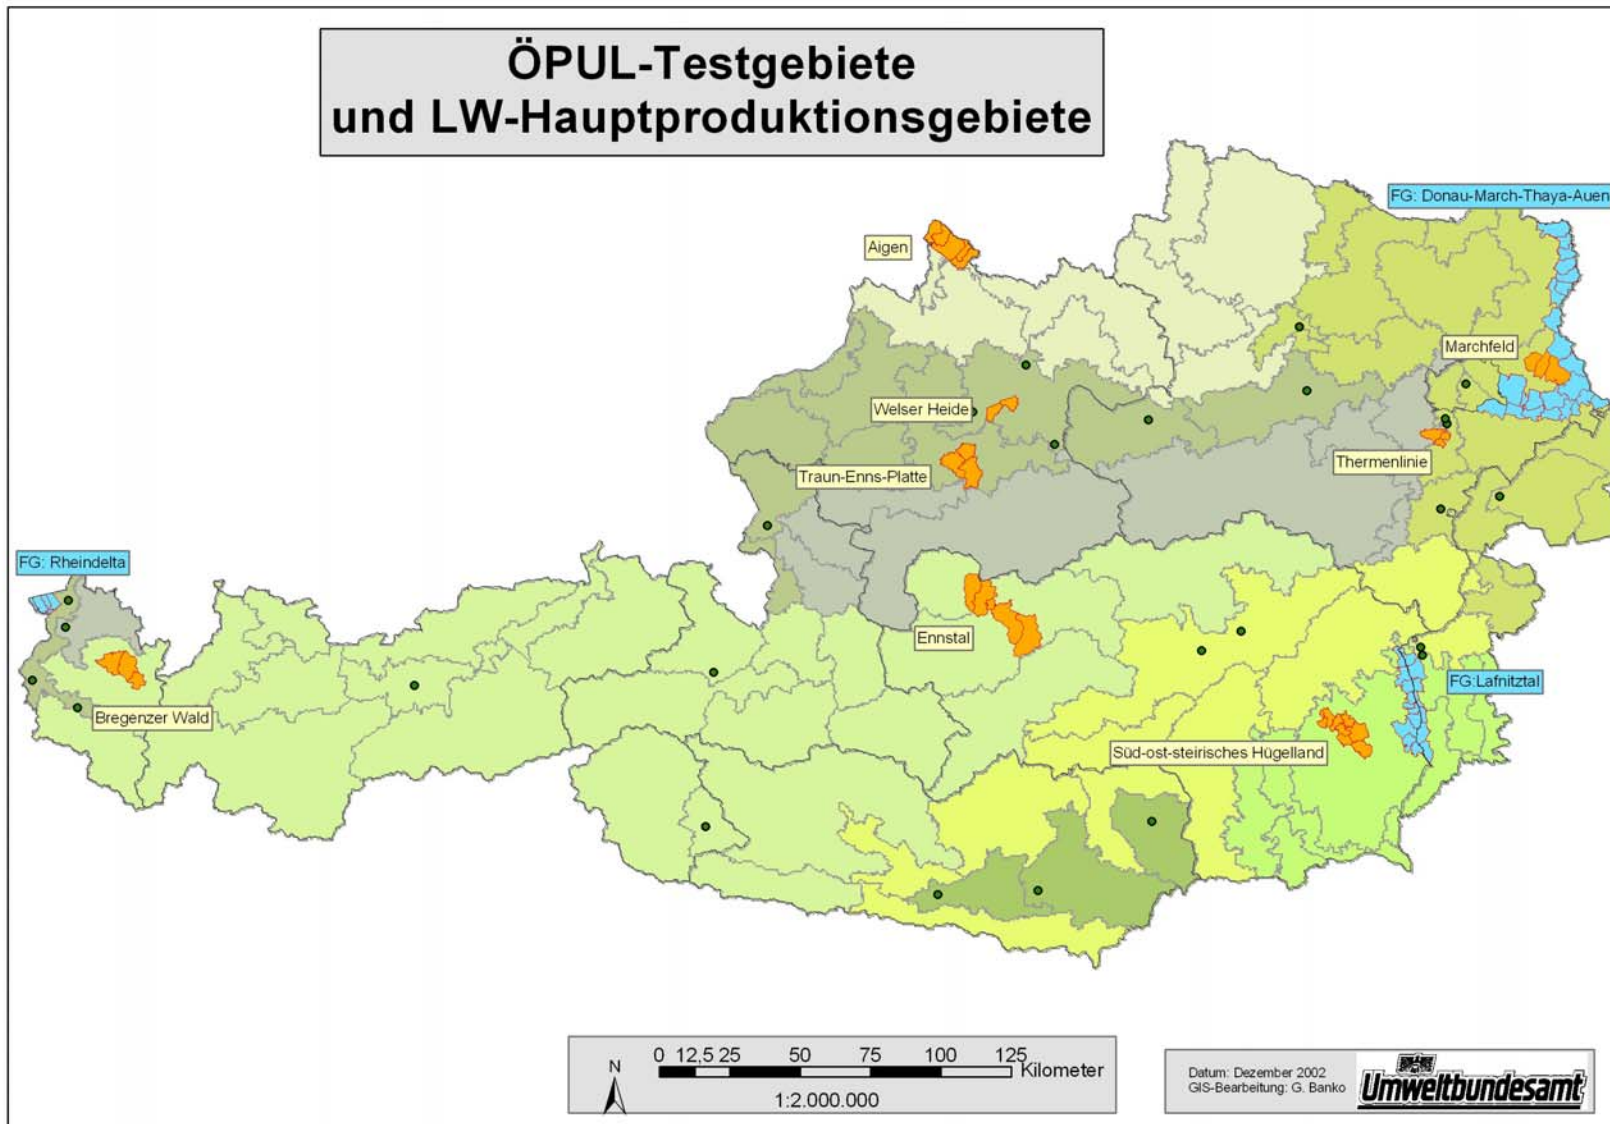 ÖPUL-Testgebiete
und LW-Hauptproduktionsgebiete
FG: Donau-March-Thaya-Auen
Aigen
Marchfeld
Welser Heide
Thermenlinie
Traun-Enns-Platte
FG: Rheindelta
Ennstal
FG:Lafnitztal
Bregenzer Wald
Süd-ost-steirisches Hügelland
N
0 12,5 25 50 75 100 125
Kilometer
1:2.000.000
Datum: Dezember 2002
GIS-Bearbeitung: G. Banko
Umweltbundesamt